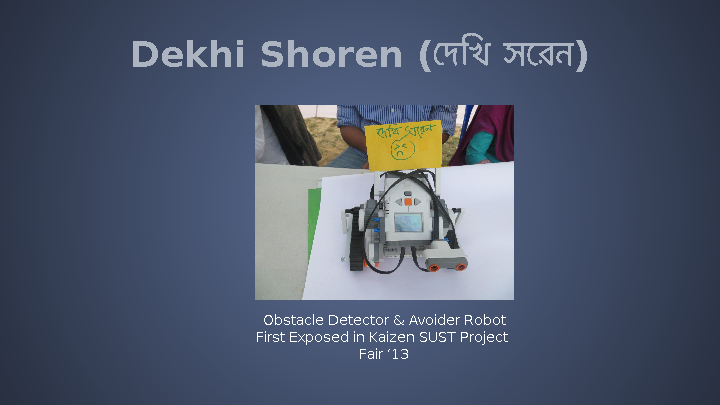 Dekhi Shoren (দেখি সরেন)
দেখি সরেন
Obstacle Detector & Avoider Robot
First Exposed in Kaizen SUST Project
Fair ‘13